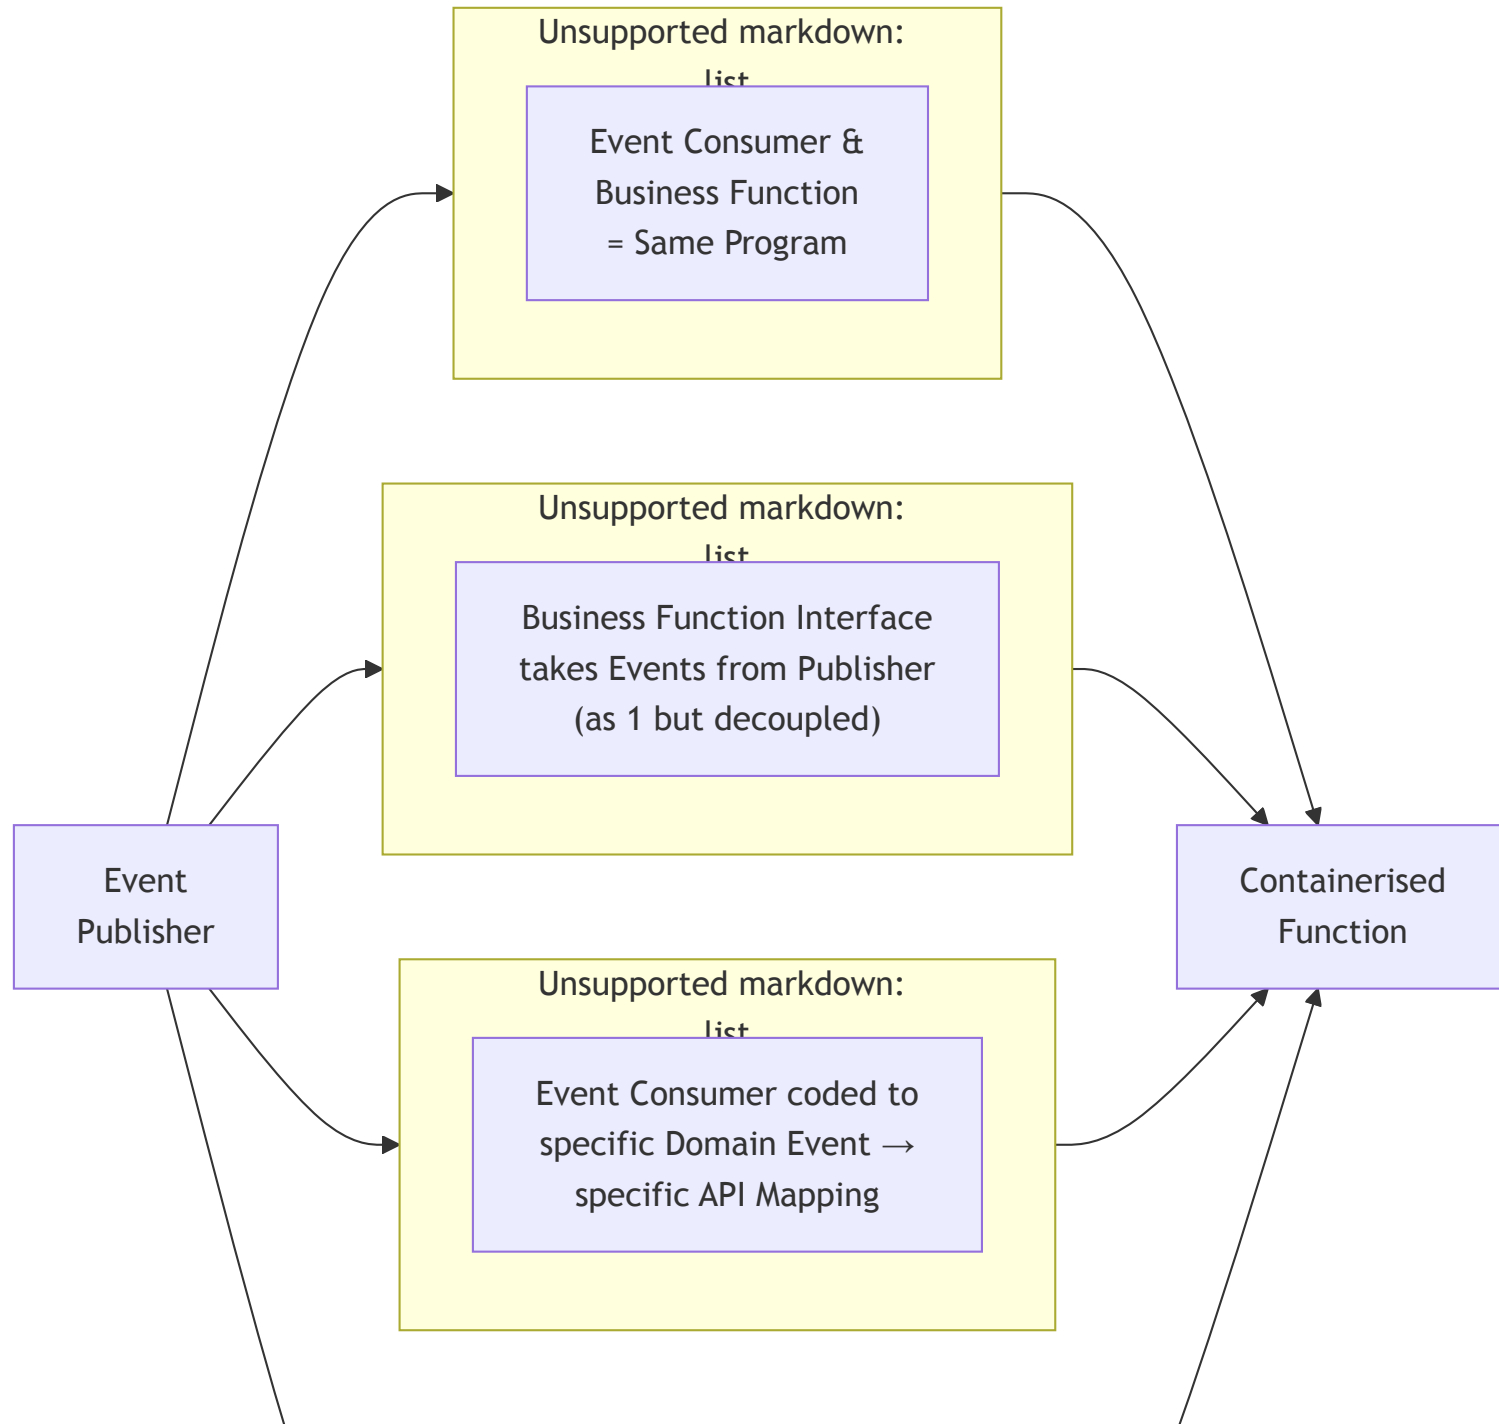 Unsupported markdown:
list
Event Consumer &
Business Function
= Same Program
Unsupported markdown:
list
Business Function Interface
takes Events from Publisher
(as 1 but decoupled)
Event
Publisher
Containerised
Function
Unsupported markdown:
list
Event Consumer coded to
specific Domain Event →
specific API Mapping